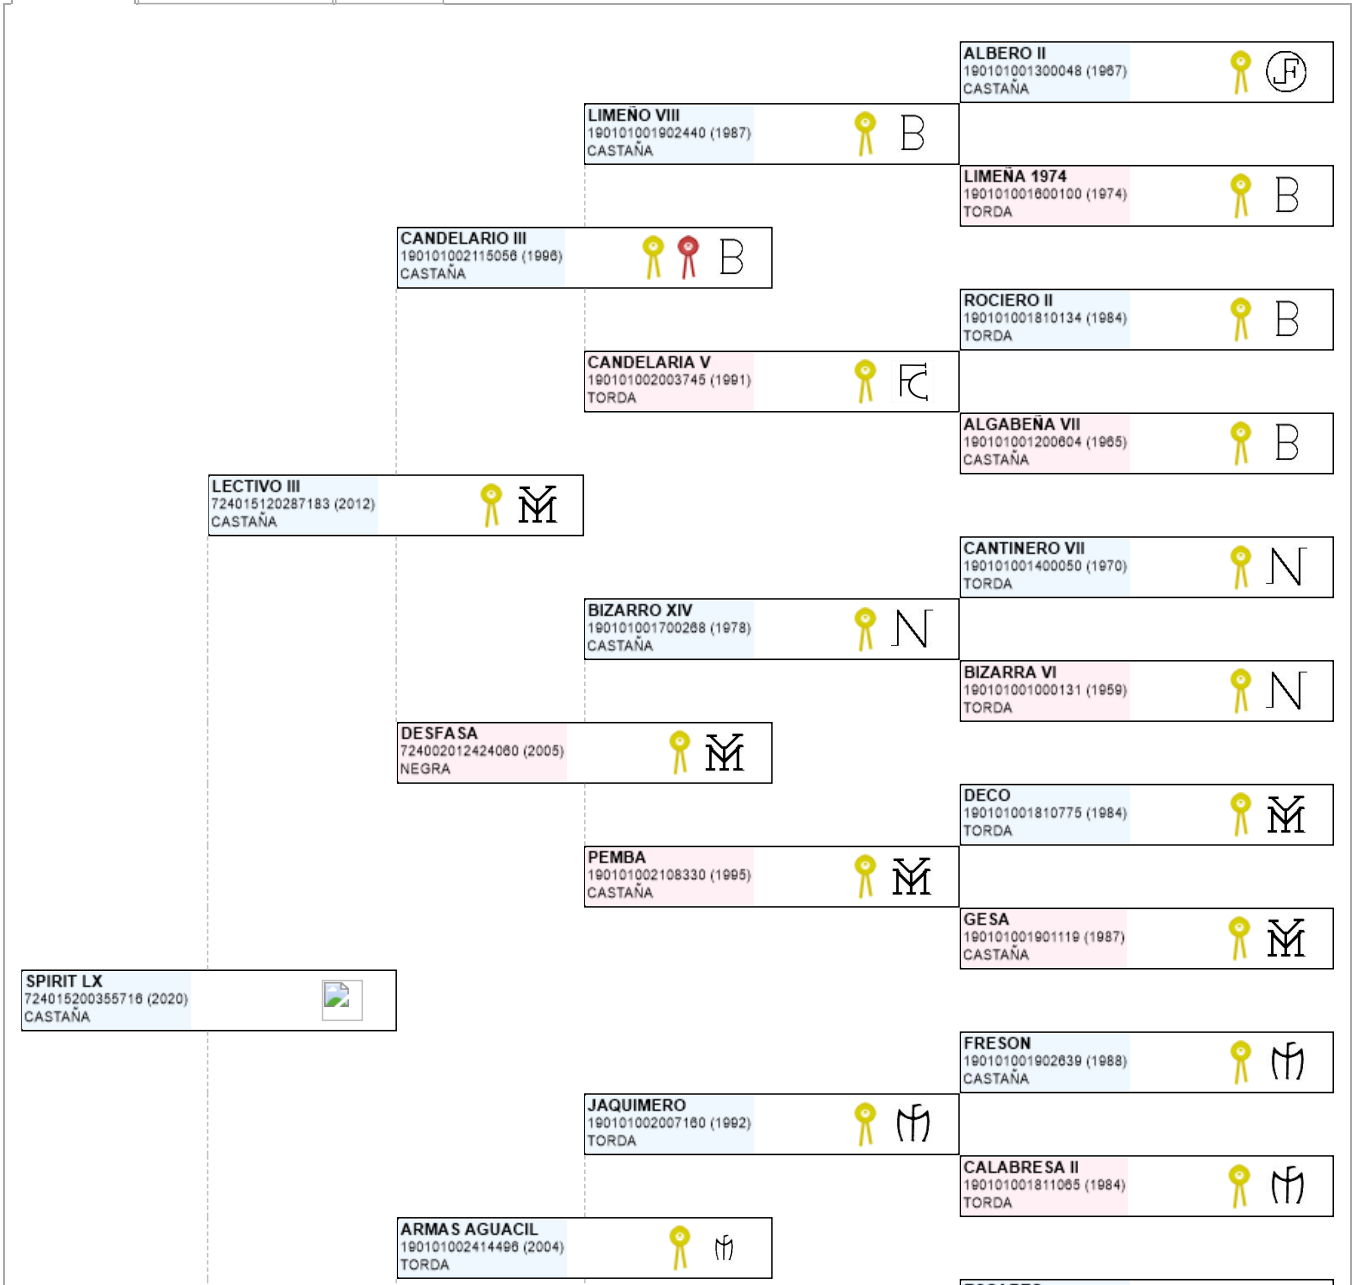 ALBERO II
190101001300048 (1967)
CASTAÑA
LIMEÑO VIII
190101001902440 (1987)
CASTAÑA
LIMEÑA 1974
190101001600100 (1974)
TORDA
CANDELARIO III
190101002115056 (1996)
CASTAÑA
ROCIERO II
190101001810134 (1984)
TORDA
CANDELARIA V
190101002003745 (1991)
TORDA
ALGABEÑA VII
190101001200604 (1965)
CASTAÑA
LECTIVO III
724015120287183 (2012)
CASTAÑA
CANTINERO VII
190101001400050 (1970)
TORDA
BIZARRO XIV
190101001700268 (1978)
CASTAÑA
BIZARRA VI
190101001000131 (1959)
TORDA
DESFASA
724002012424060 (2005)
NEGRA
DECO
190101001810775 (1984)
TORDA
PEMBA
190101002108330 (1995)
CASTAÑA
GESA
190101001901119 (1987)
CASTAÑA
SPIRIT LX
724015200355716 (2020)
CASTAÑA
FRESON
190101001902639 (1988)
CASTAÑA
JAQUIMERO
190101002007160 (1992)
TORDA
CALABRESA II
190101001811065 (1984)
TORDA
ARMAS AGUACIL
190101002414496 (2004)
TORDA